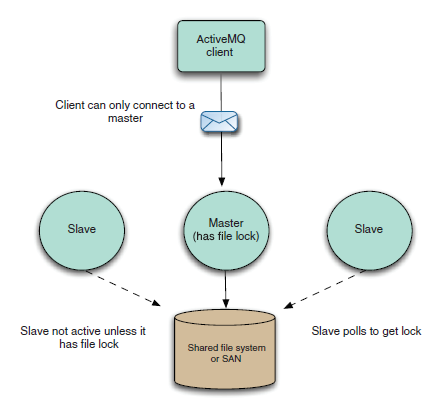 ActiveMQ
client
Client can only connect to a
master
Slave
Master
(has file lock)
Slave
Slave not active unless it
has file lock
Shared file system
or SAN
Slave polls to get lock